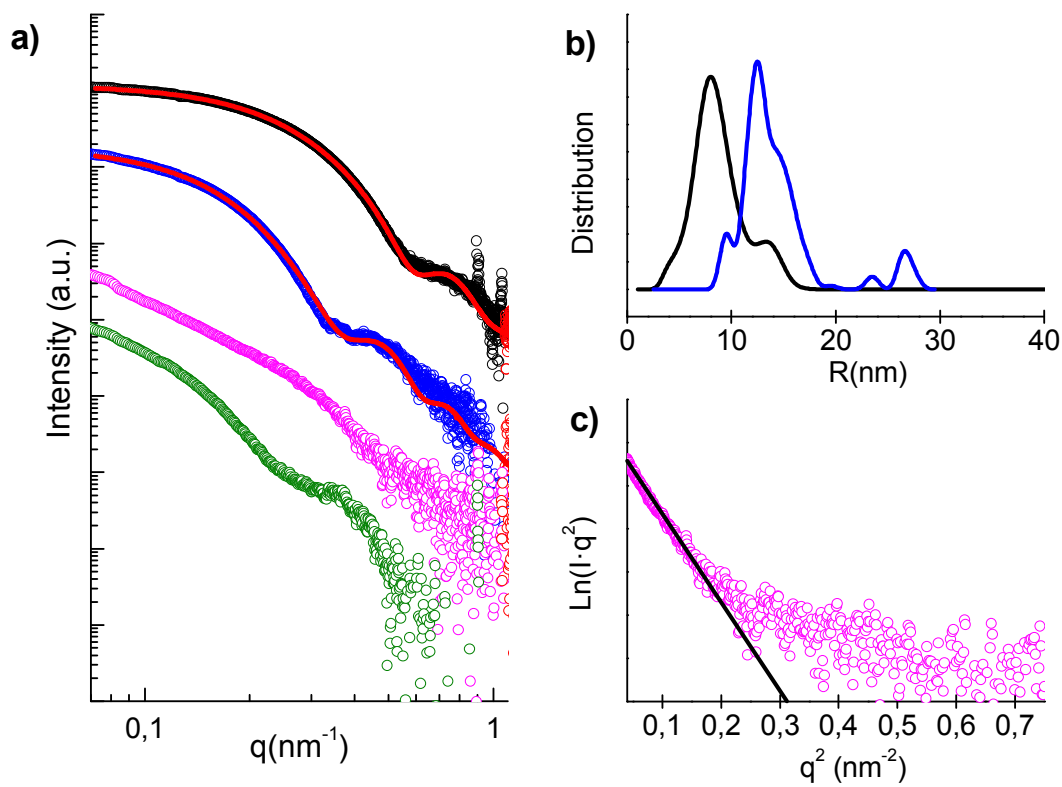 a)
Intensity (a.u.)
0,1
1
q(nm⁻¹)
b)
Distribution
0
10
20
30
40
R(nm)
c)
Ln(I·q²)
0,1
0,2
0,3
0,4
0,5
0,6
0,7
q² (nm⁻²)